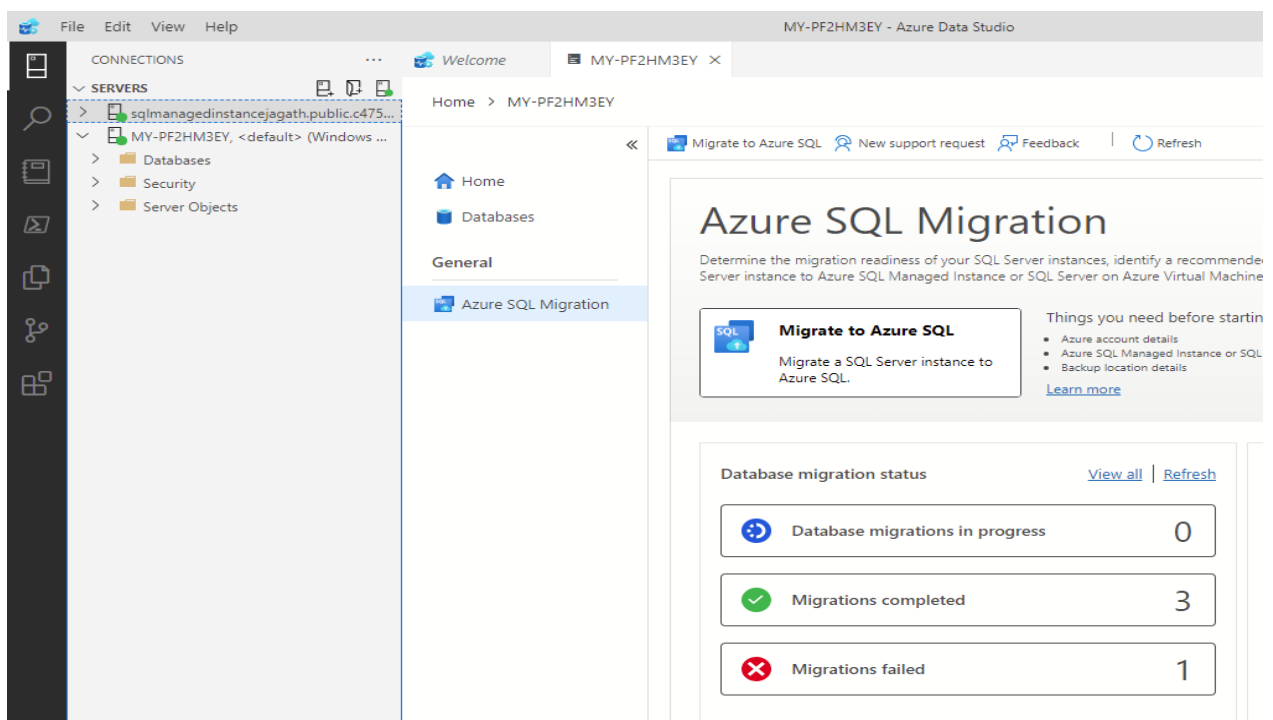 File Edit View Help
MY-PF2HM3EY - Azure Data Studio
CONNECTIONS
SERVERS
sqlmanagedinstancejagath.public.c475...
MY-PF2HM3EY, <default> (Windows ...
Databases
Security
Server Objects
Welcome
MY-PF2HM3EY
Home > MY-PF2HM3EY
Home
Databases
General
Azure SQL Migration
Migrate to Azure SQL New support request Feedback | Refresh
Azure SQL Migration
Determine the migration readiness of your SQL Server instances, identify a recommende
Server instance to Azure SQL Managed Instance or SQL Server on Azure Virtual Machine
SQL
Migrate to Azure SQL
Migrate a SQL Server instance to
Azure SQL.
Things you need before startin
• Azure account details
• Azure SQL Managed Instance or SQL
• Backup location details
Learn more
Database migration status
View all | Refresh
Database migrations in progress 0
Migrations completed 3
Migrations failed 1